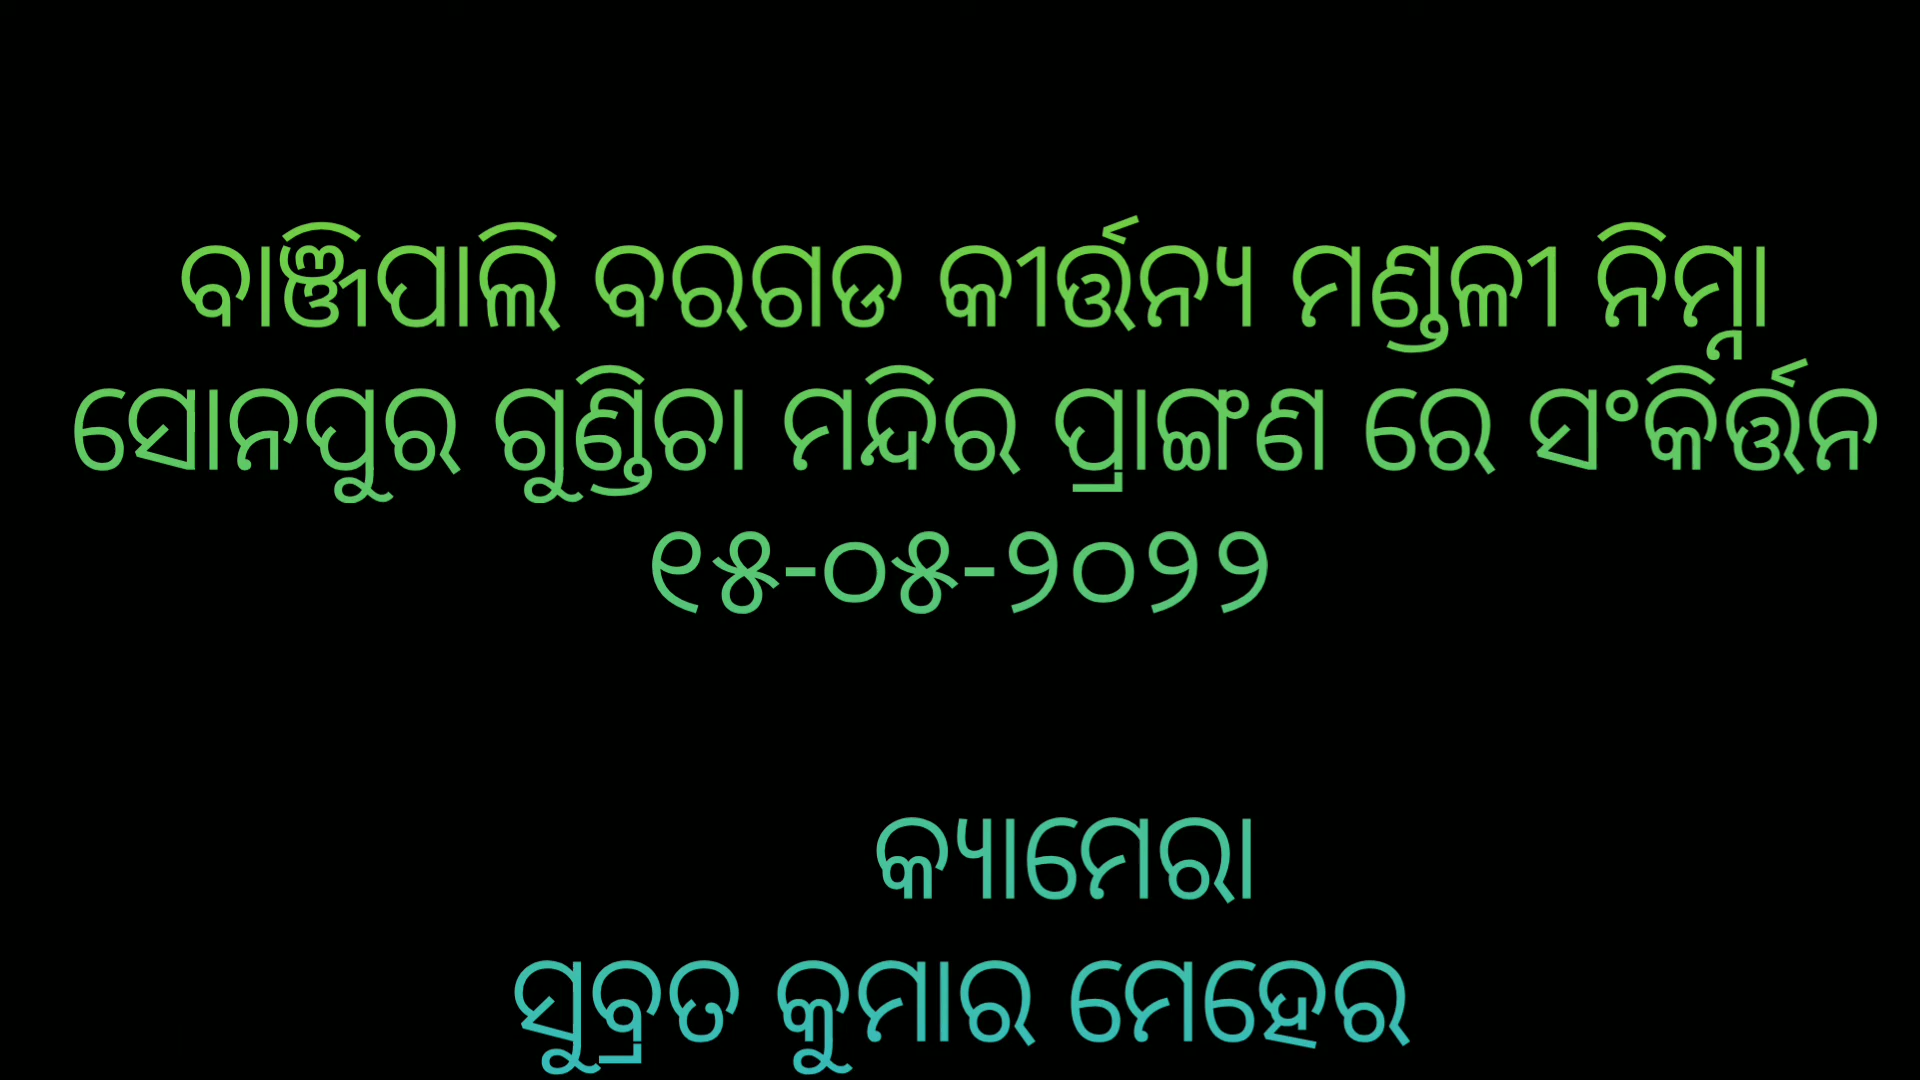 ବାଞ୍ଜିପାଲି ବରଗଡ କୀର୍ତ୍ତନ୍ୟ ମଣ୍ଡଳୀ ନିମ୍ନା
ସୋନପୁର ଗୁଣ୍ଡିଚା ମନ୍ଦିର ପ୍ରାଙ୍ଗଣ ରେ ସଂକିର୍ତ୍ତନ
୧୫-୦୫-୨୦୨୨
କ୍ୟାମେରା
ସୁବ୍ରତ କୁମାର ମେହେର